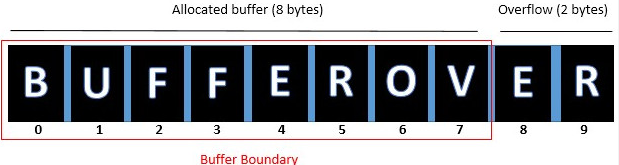 Allocated buffer (8 bytes) Overflow (2 bytes)
B U F F E R O V E R
0 1 2 3 4 5 6 7 8 9
Buffer Boundary